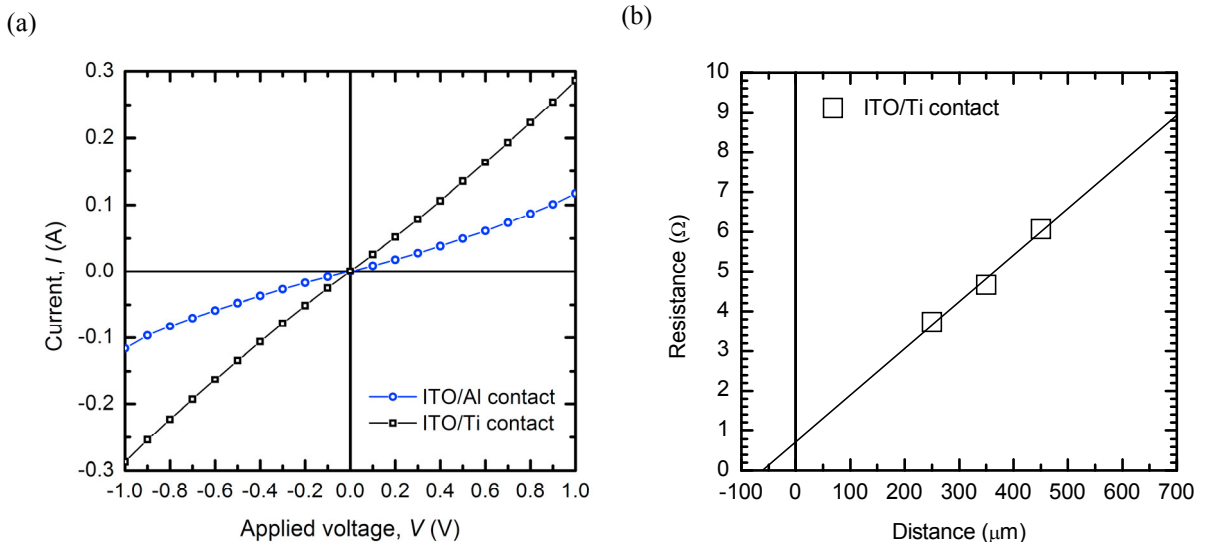 (a)
0.3
0.2
0.1
0.0
-0.1
-0.2
-0.3
Current, I (A)
ITO/Al contact
ITO/Ti contact
-1.0 -0.8 -0.6 -0.4 -0.2 0.0 0.2 0.4 0.6 0.8 1.0
Applied voltage, V (V)
(b)
10
9
8
7
6
5
4
3
2
1
0
Resistance (Ω)
ITO/Ti contact
-100 0 100 200 300 400 500 600 700
Distance (μm)